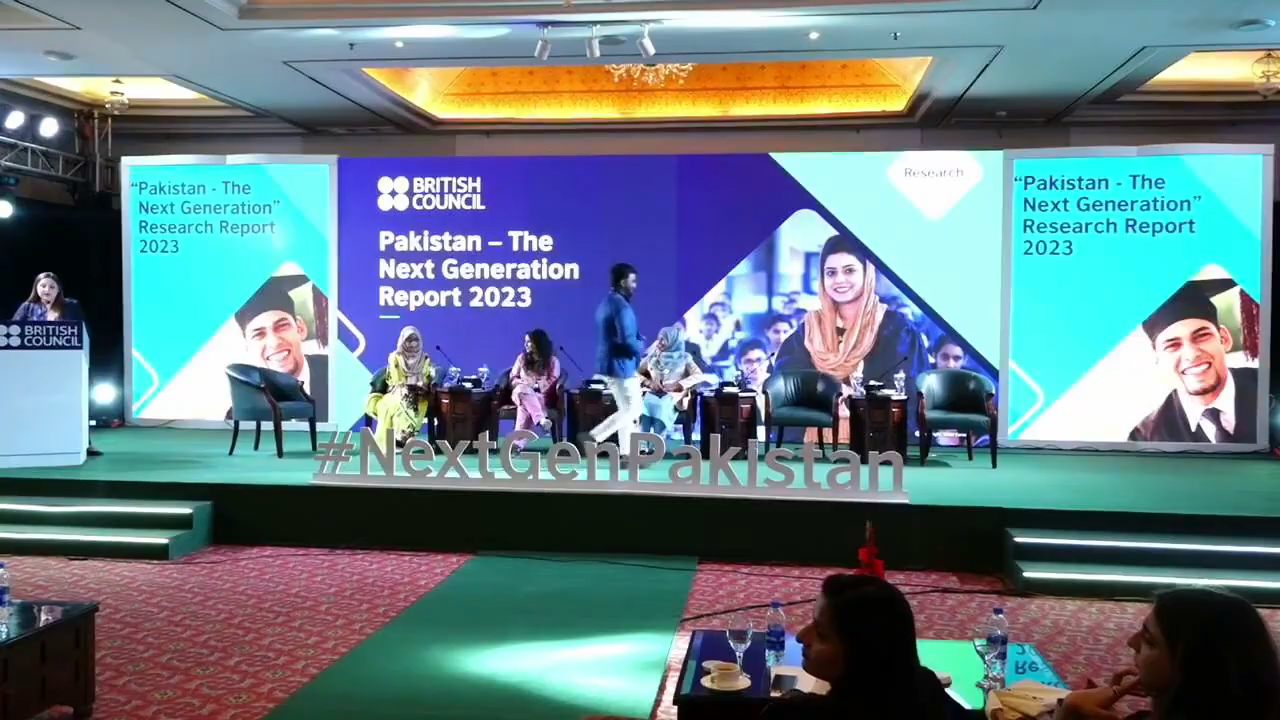 "Pakistan - The
Next Generation"
Research Report
2023
BRITISH
COUNCIL
Pakistan – The
Next Generation
Report 2023
Research
"Pakistan - The
Next Generation"
Research Report
2023
BRITISH
COUNCIL
#NextGenPakistan